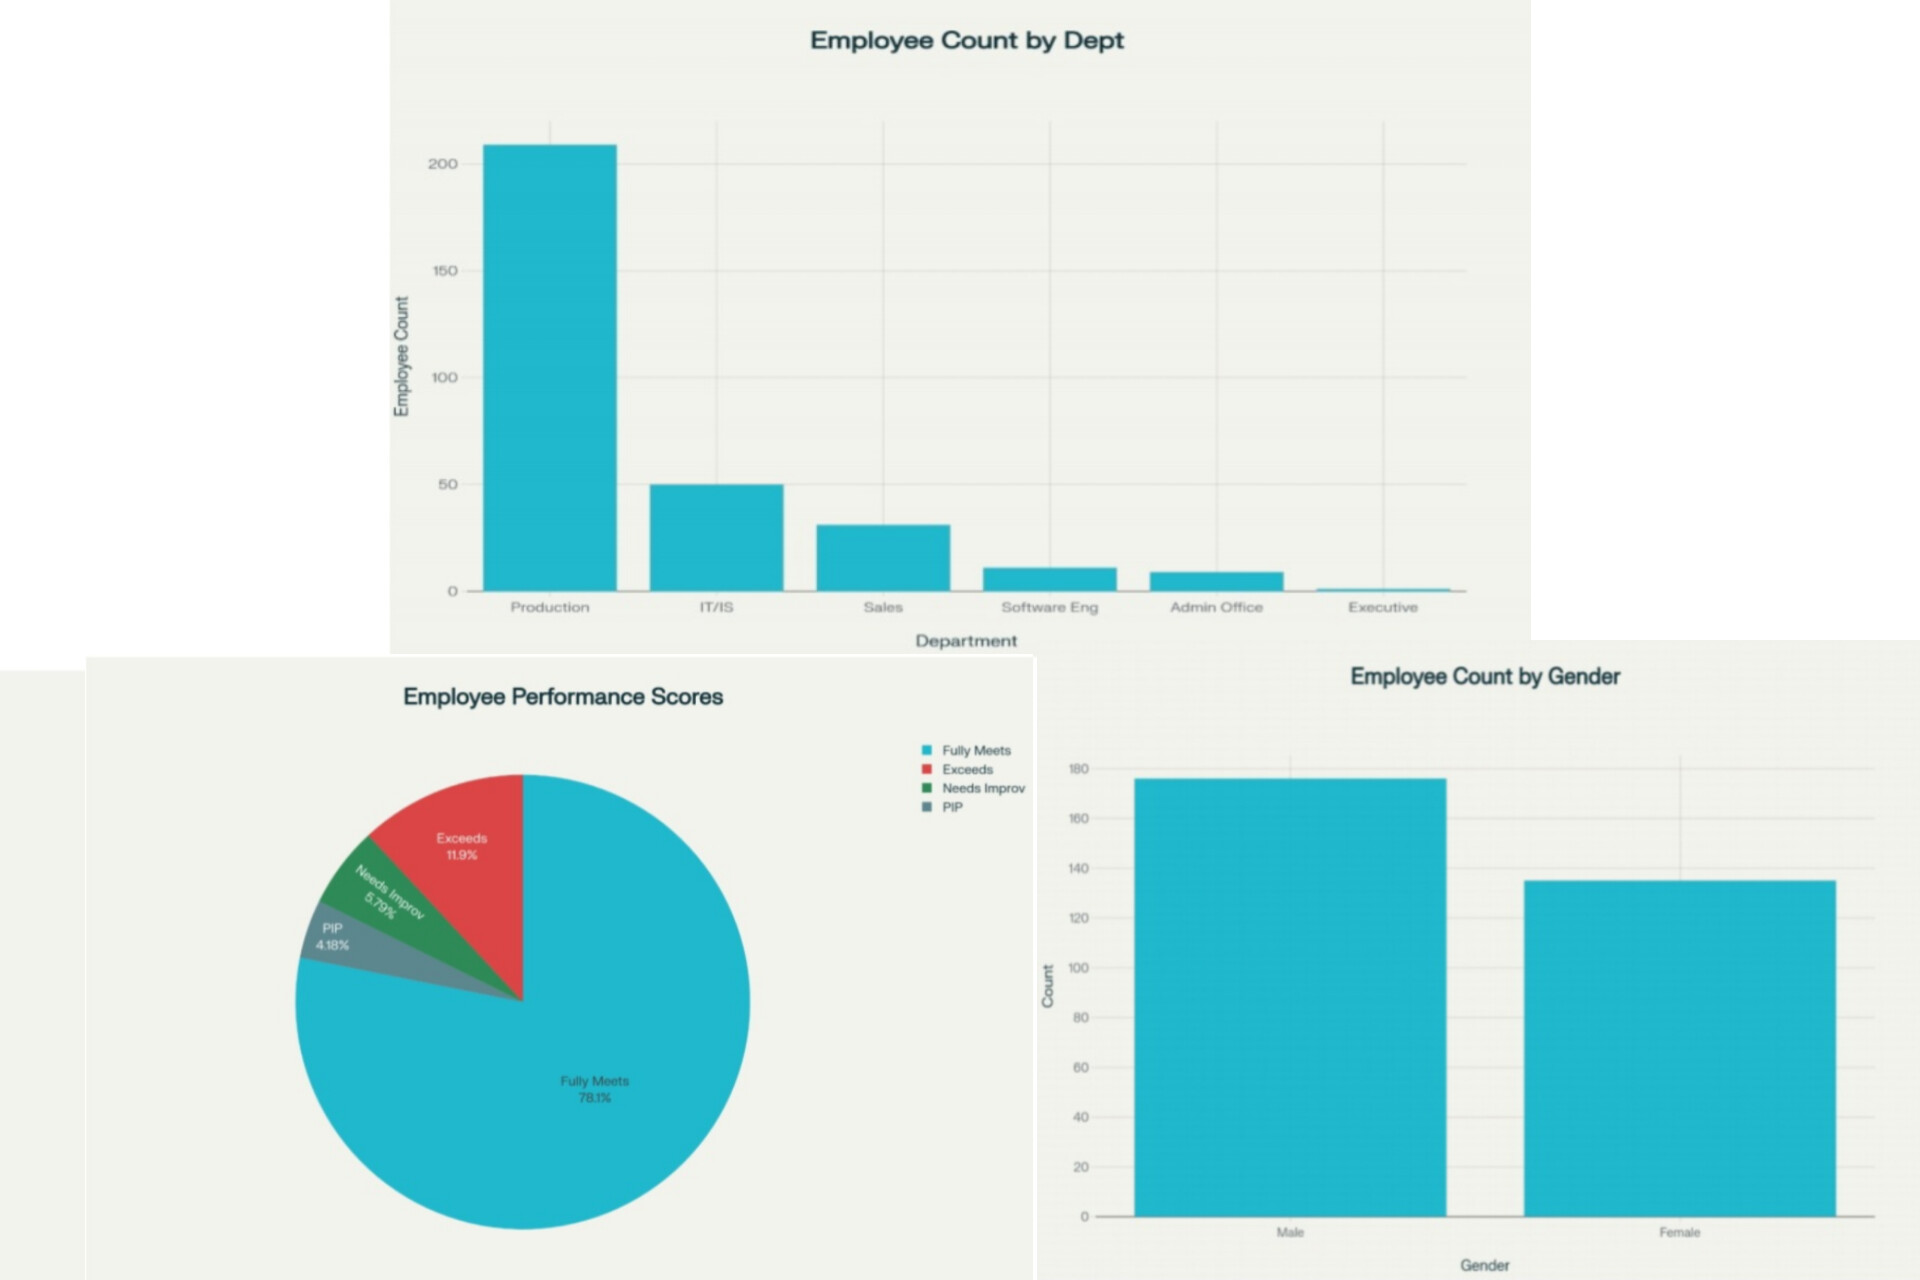 Employee Count by Dept
Employee Count
200
150
100
50
0
Production IT/IS Sales Software Eng Admin Office Executive
Department
Employee Performance Scores
Fully Meets
Exceeds
Needs Improv
PIP
Exceeds
11.9%
Needs Improv
5.79%
PIP
4.18%
Fully Meets
78.1%
Employee Count by Gender
Count
180
160
140
120
100
80
60
40
20
0
Male Female
Gender